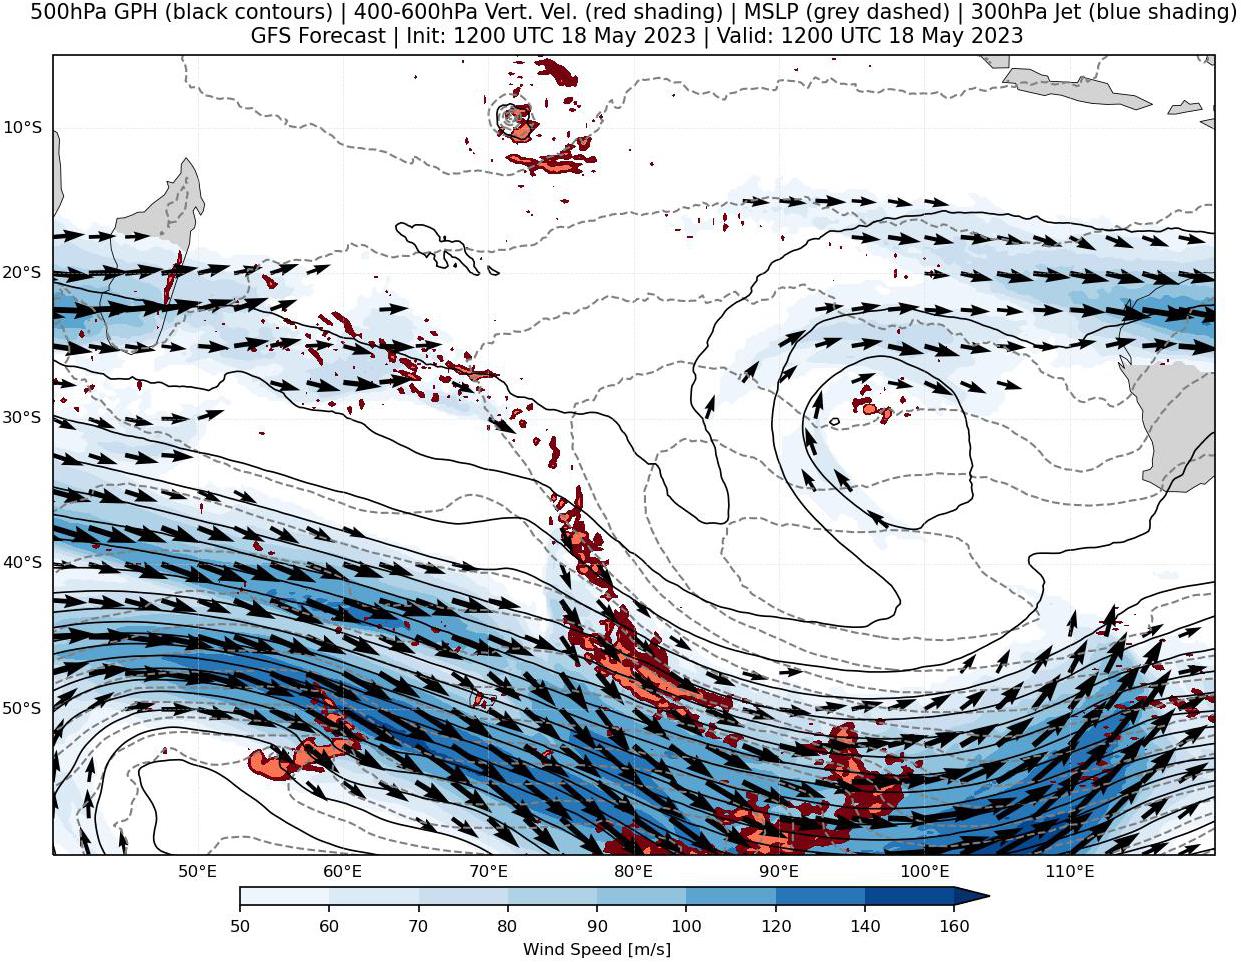 500hPa GPH (black contours) | 400-600hPa Vert. Vel. (red shading) | MSLP (grey dashed) | 300hPa Jet (blue shading)
GFS Forecast | Init: 1200 UTC 18 May 2023 | Valid: 1200 UTC 18 May 2023
10°S
20°S
30°S
40°S
50°S
50°E 60°E 70°E 80°E 90°E 100°E 110°E
50 60 70 80 90 100 120 140 160
Wind Speed [m/s]